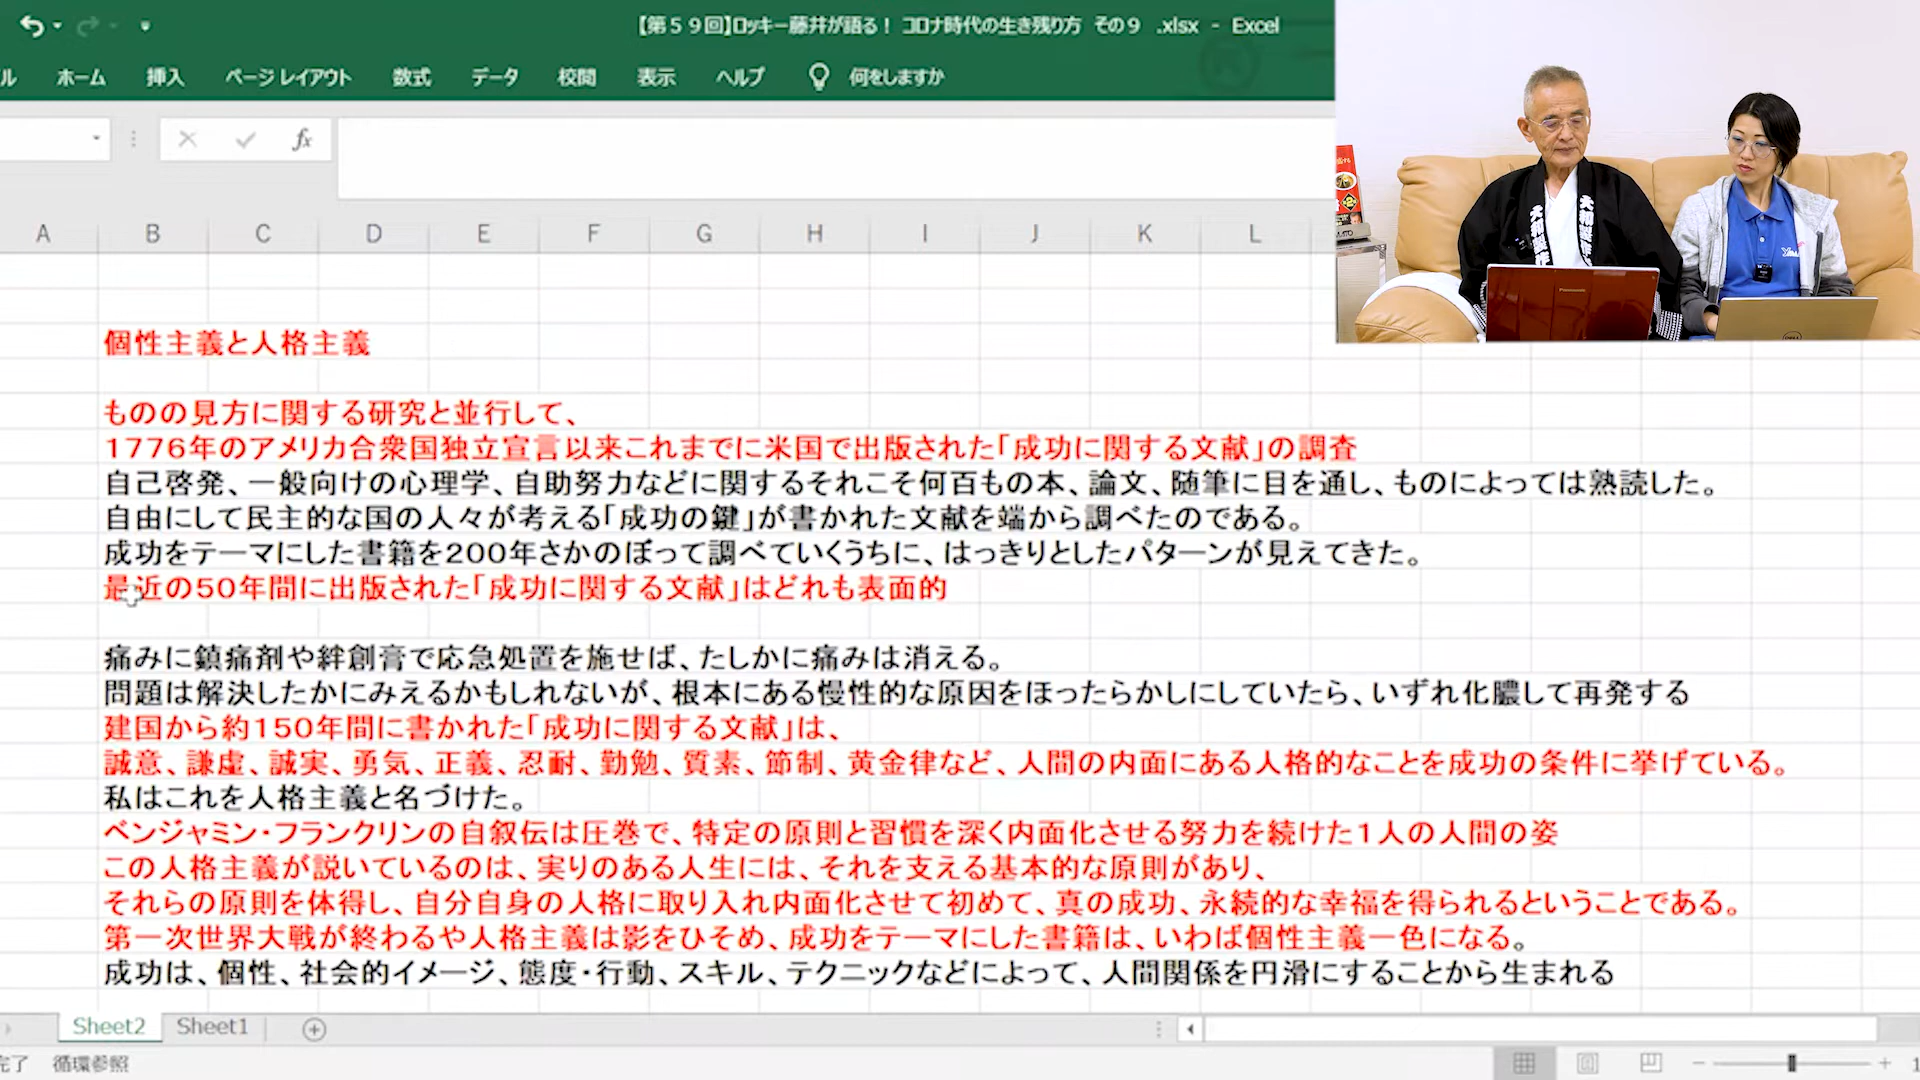 【第５９回】ロッキー藤井が語る！ コロナ時代の生き残り方 その９ .xlsx - Excel
ル ホーム 挿入 ページ レイアウト 数式 データ 校閲 表示 ヘルプ 何をしますか
fx
A B C D E F G H I J K L
個性主義と人格主義
ものの見方に関する研究と並行して、
1776年のアメリカ合衆国独立宣言以来これまでに米国で出版された「成功に関する文献」の調査
自己啓発、一般向けの心理学、自助努力などに関するそれこそ何百もの本、論文、随筆に目を通し、ものによっては熟読した。
自由にして民主的な国の人々が考える「成功の鍵」が書かれた文献を端から調べたのである。
成功をテーマにした書籍を200年さかのぼって調べていくうちに、はっきりとしたパターンが見えてきた。
最近の50年間に出版された「成功に関する文献」はどれも表面的
痛みに鎮痛剤や絆創膏で応急処置を施せば、たしかに痛みは消える。
問題は解決したかにみえるかもしれないが、根本にある慢性的な原因をほったらかしにしていたら、いずれ化膿して再発する
建国から約150年間に書かれた「成功に関する文献」は、
誠意、謙虚、誠実、勇気、正義、忍耐、勤勉、質素、節制、黄金律など、人間の内面にある人格的なことを成功の条件に挙げている。
私はこれを人格主義と名づけた。
ベンジャミン・フランクリンの自叙伝は圧巻で、特定の原則と習慣を深く内面化させる努力を続けた1人の人間の姿
この人格主義が説いているのは、実りのある人生には、それを支える基本的な原則があり、
それらの原則を体得し、自分自身の人格に取り入れ内面化させて初めて、真の成功、永続的な幸福を得られるということである。
第一次世界大戦が終わるや人格主義は影をひそめ、成功をテーマにした書籍は、いわば個性主義一色になる。
成功は、個性、社会的イメージ、態度・行動、スキル、テクニックなどによって、人間関係を円滑にすることから生まれる
Sheet2 Sheet1
完了 循環参照
Panasonic
DELL